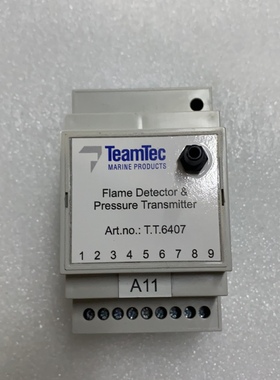 TeamTec
MARINE PRODUCTS
Flame Detector &
Pressure Transmitter
Art.no.: T.T.6407
1 2 3 4 5 6 7 8 9
A11